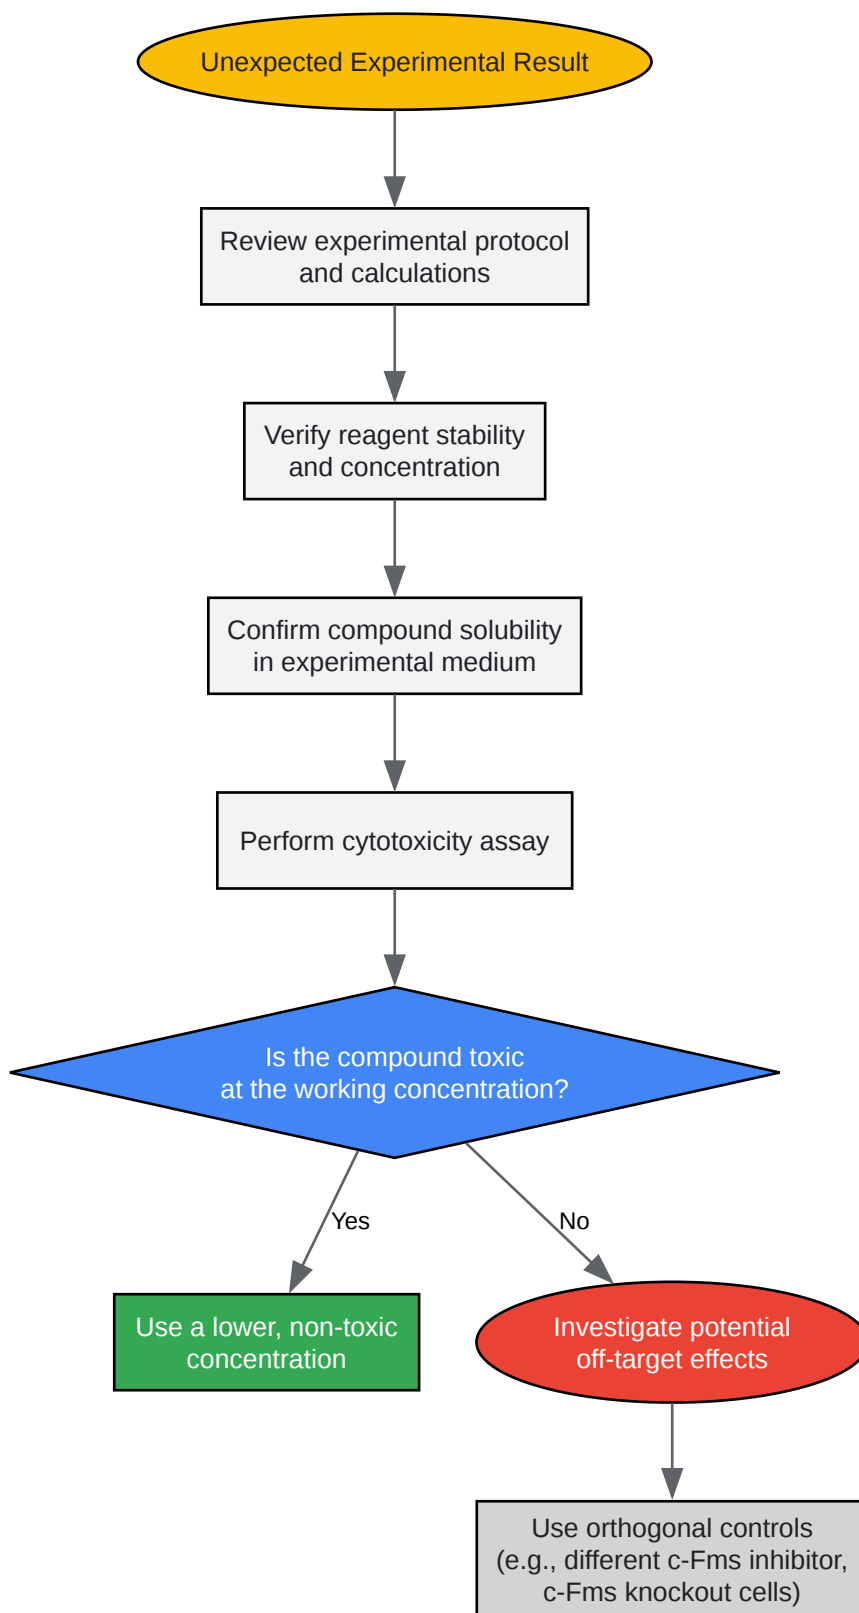 Unexpected Experimental Result
Review experimental protocol
and calculations
Verify reagent stability
and concentration
Confirm compound solubility
in experimental medium
Perform cytotoxicity assay
Is the compound toxic
at the working concentration?
Yes
No
Use a lower, non-toxic
concentration
Investigate potential
off-target effects
Use orthogonal controls
(e.g., different c-Fms inhibitor,
c-Fms knockout cells)